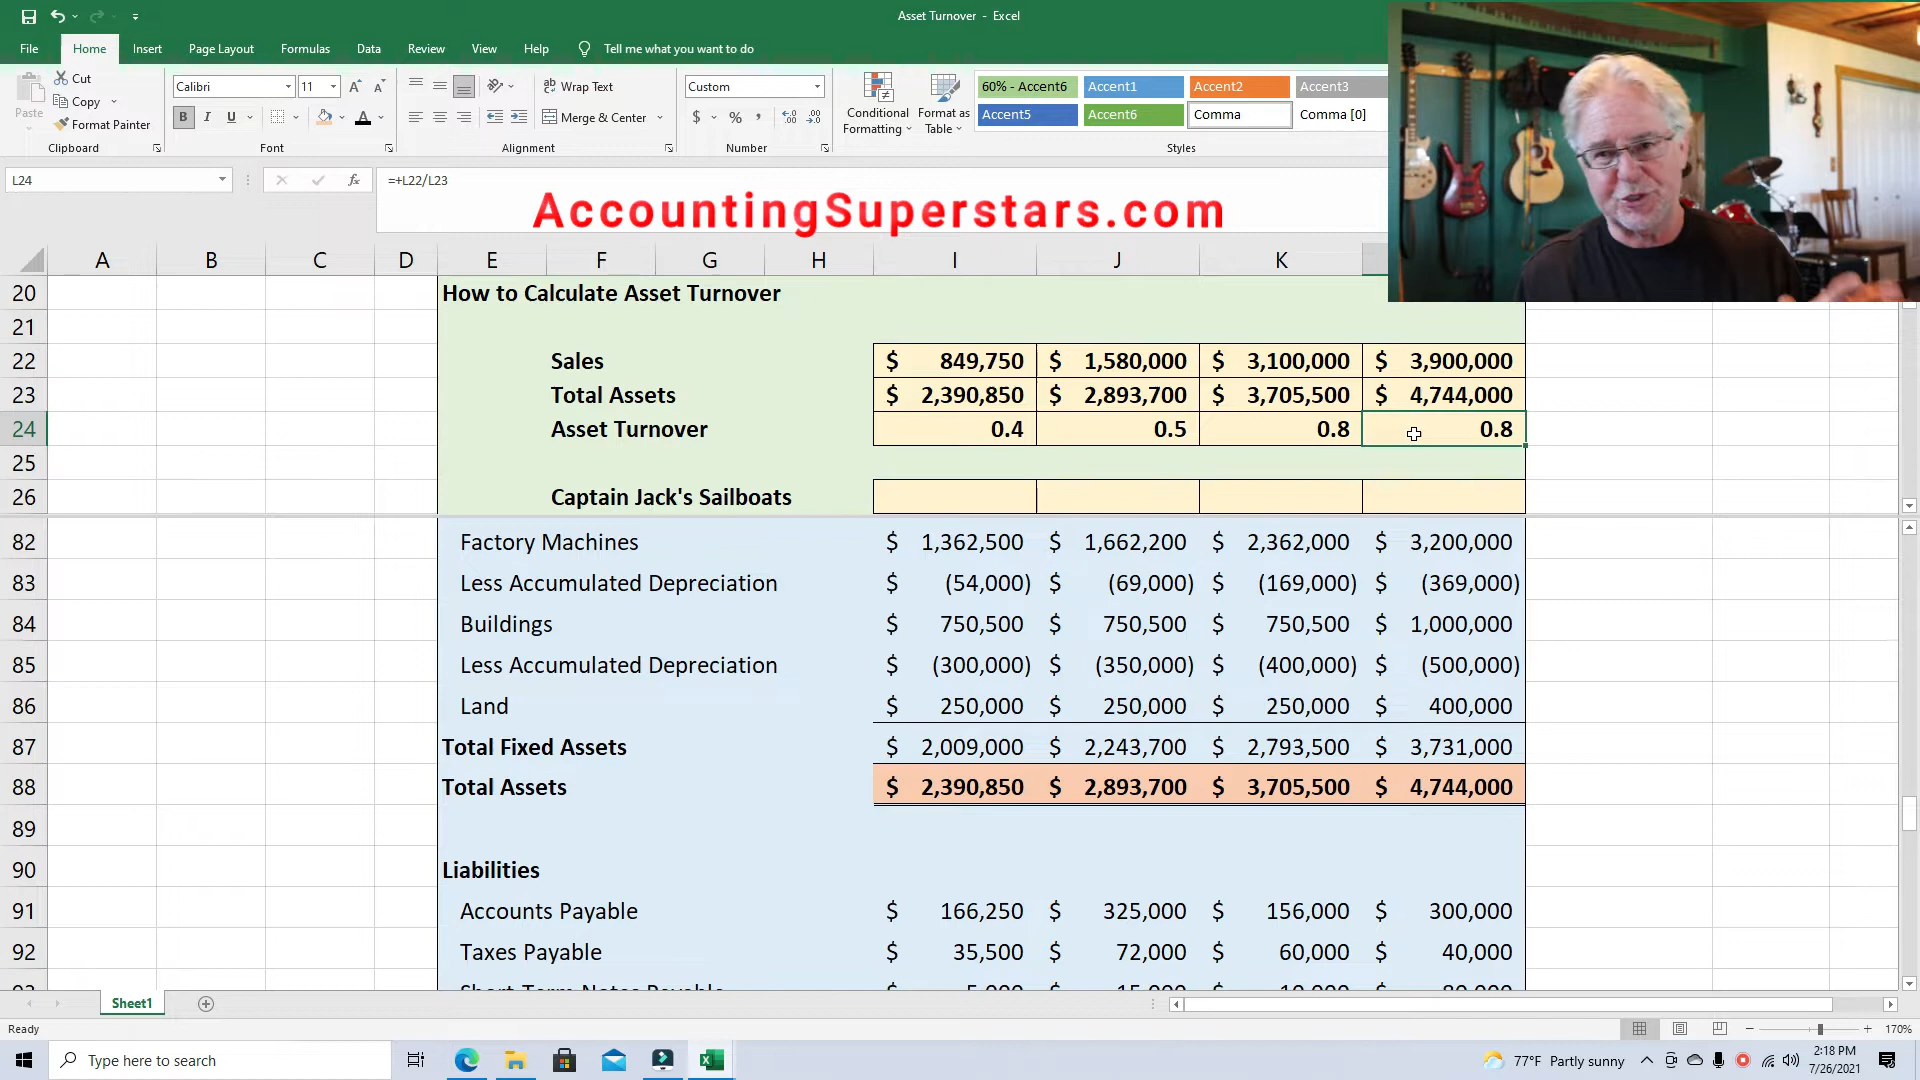 Asset Turnover - Excel
File Home Insert Page Layout Formulas Data Review View Help Tell me what you want to do
Paste Cut Copy Format Painter
Calibri 11
B I U A
Wrap Text
Merge & Center
Custom
$ % ,
Conditional Formatting
Format as Table
60% - Accent6 Accent1 Accent2 Accent3
Accent5 Accent6 Comma Comma [0]
Clipboard Font Alignment Number Styles
L24 fx =+L22/L23
AccountingSuperstars.com
A B C D E F G H I J K
20 How to Calculate Asset Turnover
21
22 Sales $ 849,750 $ 1,580,000 $ 3,100,000 $ 3,900,000
23 Total Assets $ 2,390,850 $ 2,893,700 $ 3,705,500 $ 4,744,000
24 Asset Turnover 0.4 0.5 0.8 0.8
25
26 Captain Jack's Sailboats
82 Factory Machines $ 1,362,500 $ 1,662,200 $ 2,362,000 $ 3,200,000
83 Less Accumulated Depreciation $ (54,000) $ (69,000) $ (169,000) $ (369,000)
84 Buildings $ 750,500 $ 750,500 $ 750,500 $ 1,000,000
85 Less Accumulated Depreciation $ (300,000) $ (350,000) $ (400,000) $ (500,000)
86 Land $ 250,000 $ 250,000 $ 250,000 $ 400,000
87 Total Fixed Assets $ 2,009,000 $ 2,243,700 $ 2,793,500 $ 3,731,000
88 Total Assets $ 2,390,850 $ 2,893,700 $ 3,705,500 $ 4,744,000
89
90 Liabilities
91 Accounts Payable $ 166,250 $ 325,000 $ 156,000 $ 300,000
92 Taxes Payable $ 35,500 $ 72,000 $ 60,000 $ 40,000
Sheet1
Ready 170%
Type here to search
77°F Partly sunny
2:18 PM
7/26/2021